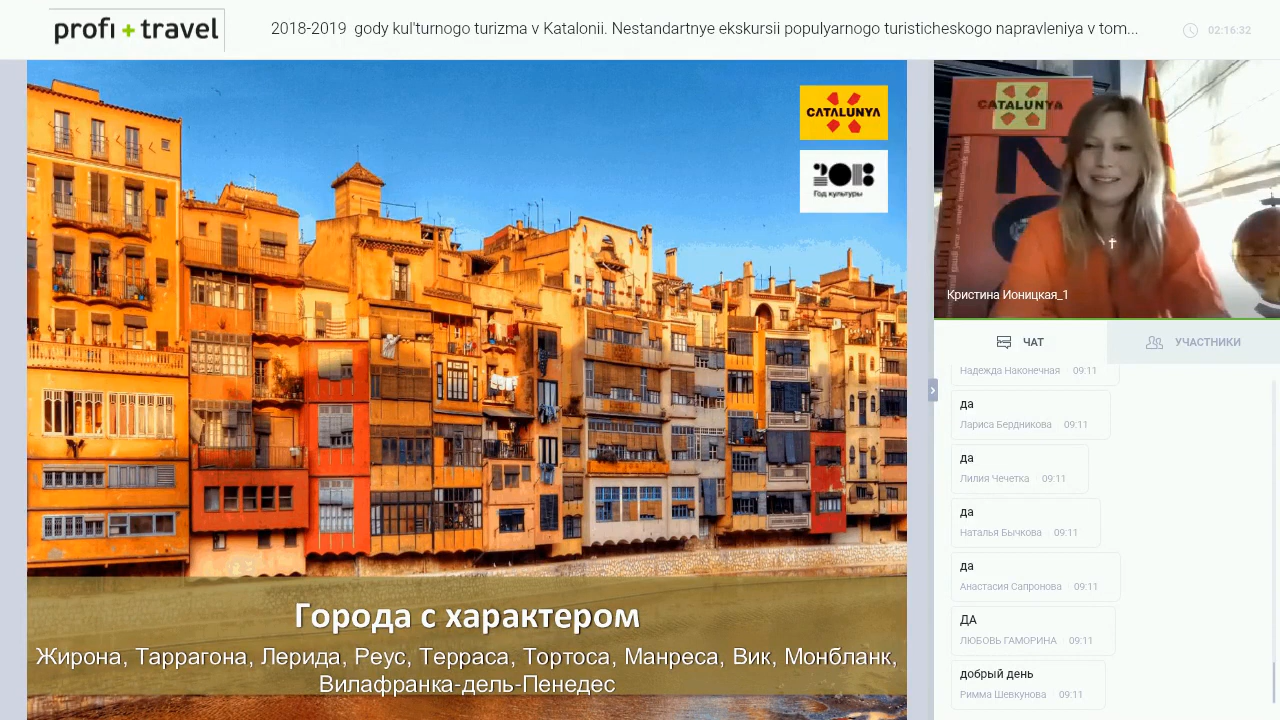 profi + travel
2018-2019 gody kul'turnogo turizma v Katalonii. Nestandartnye ekskursii populyarnogo turisticheskogo napravleniya v tom...
02:16:32
CATALUNYA
2018
Год культуры
Города с характером
Жирона, Таррагона, Лерида, Реус, Терраса, Тортоса, Манреса, Вик, Монбланк,
Вилафранка-дель-Пенедес
CATALUNYA
Кристина Ионицкая_1
ЧАТ
УЧАСТНИКИ
Надежда Наконечная 09:11
да
Лариса Бердникова 09:11
да
Лилия Чечетка 09:11
да
Наталья Бычкова 09:11
да
Анастасия Сапронова 09:11
ДА
ЛЮБОВЬ ГАМОРИНА 09:11
добрый день
Римма Шевкунова 09:11